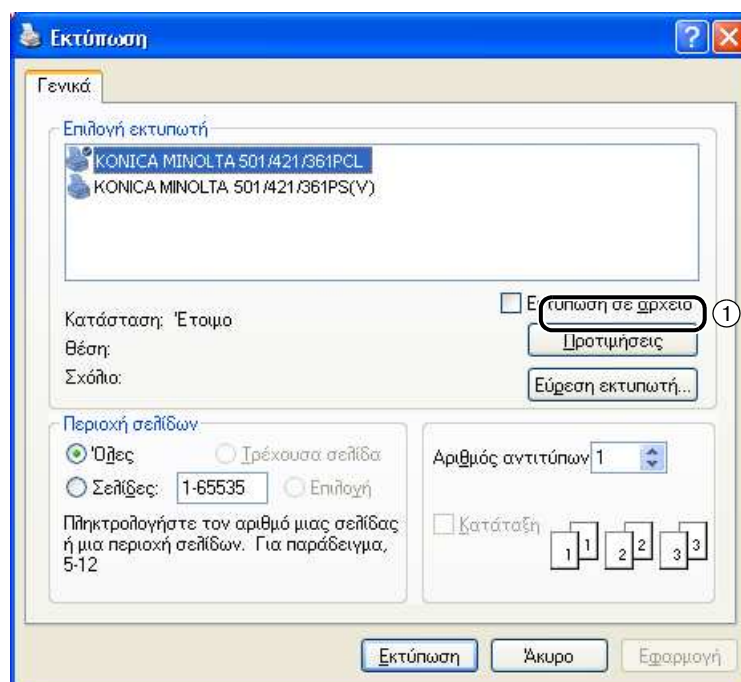 Εκτύπωση
Γενικά
Επιλογή εκτυπωτή
KONICA MINOLTA 501/421/361PCL
KONICA MINOLTA 501/421/361PS(V)
Κατάσταση: Έτοιμο
Εκτύπωση σε αρχείο
1
Θέση:
Προτιμήσεις
Σχόλιο:
Εύρεση εκτυπωτή...
Περιοχή σελίδων
Όλες Τρέχουσα σελίδα
Σελίδες: 1-65535 Επιλογή
Πληκτρολογήστε τον αριθμό μιας σελίδας
ή μια περιοχή σελίδων. Για παράδειγμα,
5-12
Αριθμός αντιτύπων 1
Κατάταξη
1 1 2 2 3 3
Εκτύπωση Άκυρο Εφαρμογή